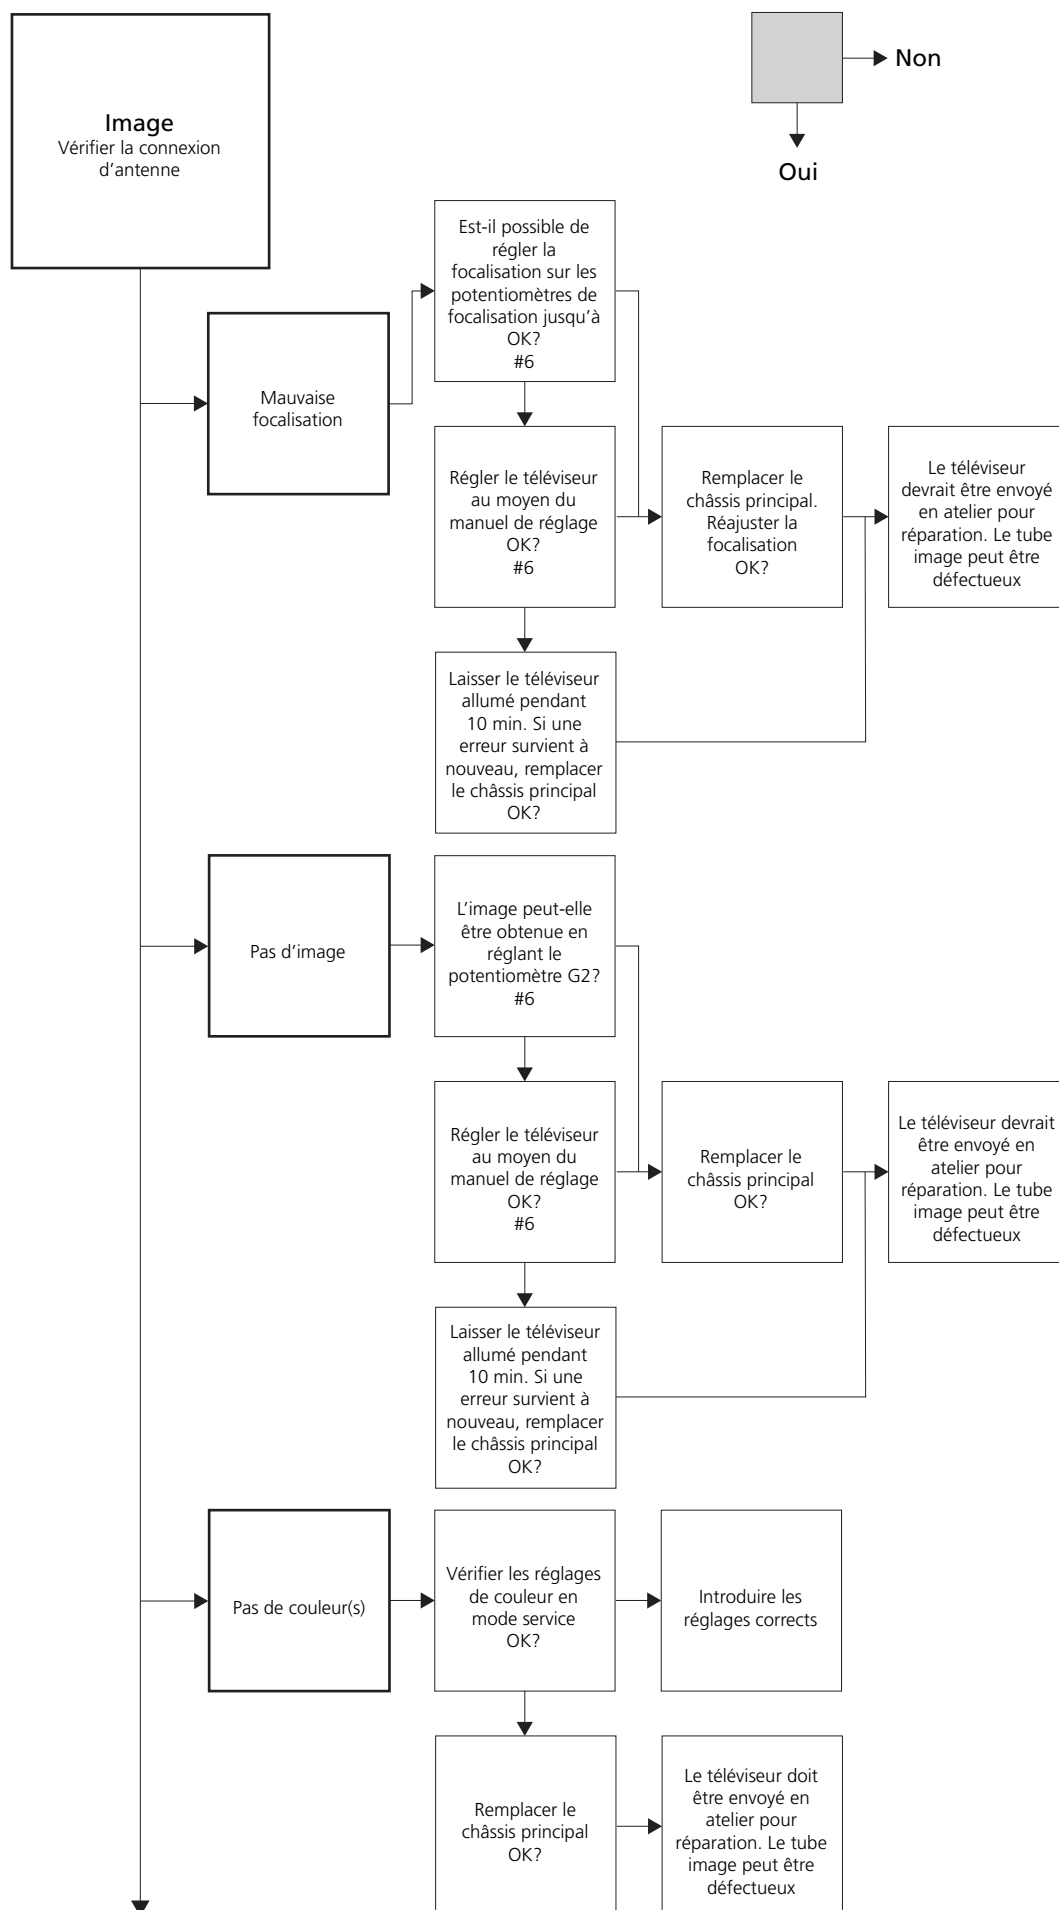 Image
Vérifier la connexion
d'antenne
Non
Oui
Mauvaise
focalisation
Est-il possible de
régler la
focalisation sur les
potentiomètres de
focalisation jusqu'à
OK?
#6
Régler le téléviseur
au moyen du
manuel de réglage
OK?
#6
Remplacer le
châssis principal.
Réajuster la
focalisation
OK?
Le téléviseur
devrait être envoyé
en atelier pour
réparation. Le tube
image peut être
défectueux
Laisser le téléviseur
allumé pendant
10 min. Si une
erreur survient à
nouveau, remplacer
le châssis principal
OK?
Pas d'image
L'image peut-elle
être obtenue en
réglant le
potentiomètre G2?
#6
Régler le téléviseur
au moyen du
manuel de réglage
OK?
#6
Remplacer le
châssis principal
OK?
Le téléviseur devrait
être envoyé en
atelier pour
réparation. Le tube
image peut être
défectueux
Laisser le téléviseur
allumé pendant
10 min. Si une
erreur survient à
nouveau, remplacer
le châssis principal
OK?
Pas de couleur(s)
Vérifier les réglages
de couleur en
mode service
OK?
Introduire les
réglages corrects
Remplacer le
châssis principal
OK?
Le téléviseur doit
être envoyé en
atelier pour
réparation. Le tube
image peut être
défectueux